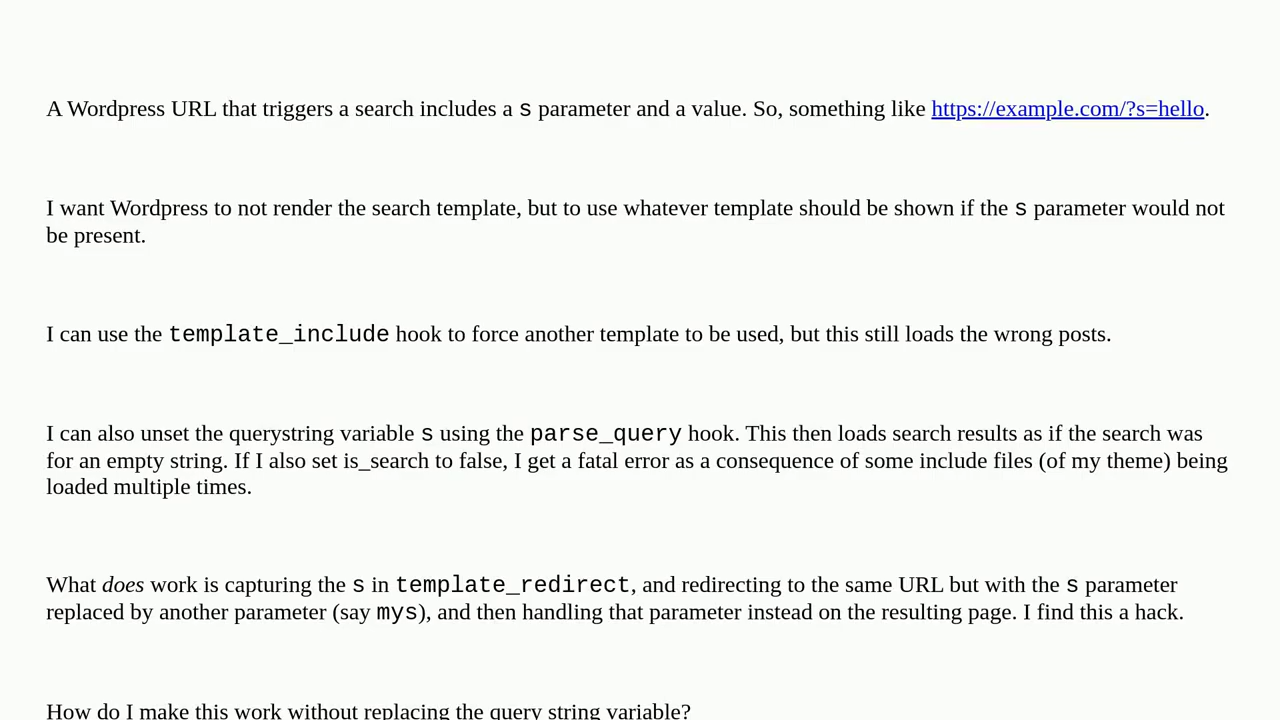 A Wordpress URL that triggers a search includes a s parameter and a value. So, something like https://example.com/?s=hello.
I want Wordpress to not render the search template, but to use whatever template should be shown if the s parameter would not
be present.
I can use the template_include hook to force another template to be used, but this still loads the wrong posts.
I can also unset the querystring variable s using the parse_query hook. This then loads search results as if the search was
for an empty string. If I also set is_search to false, I get a fatal error as a consequence of some include files (of my theme) being
loaded multiple times.
What does work is capturing the s in template_redirect, and redirecting to the same URL but with the s parameter
replaced by another parameter (say mys), and then handling that parameter instead on the resulting page. I find this a hack.
How do I make this work without replacing the query string variable?